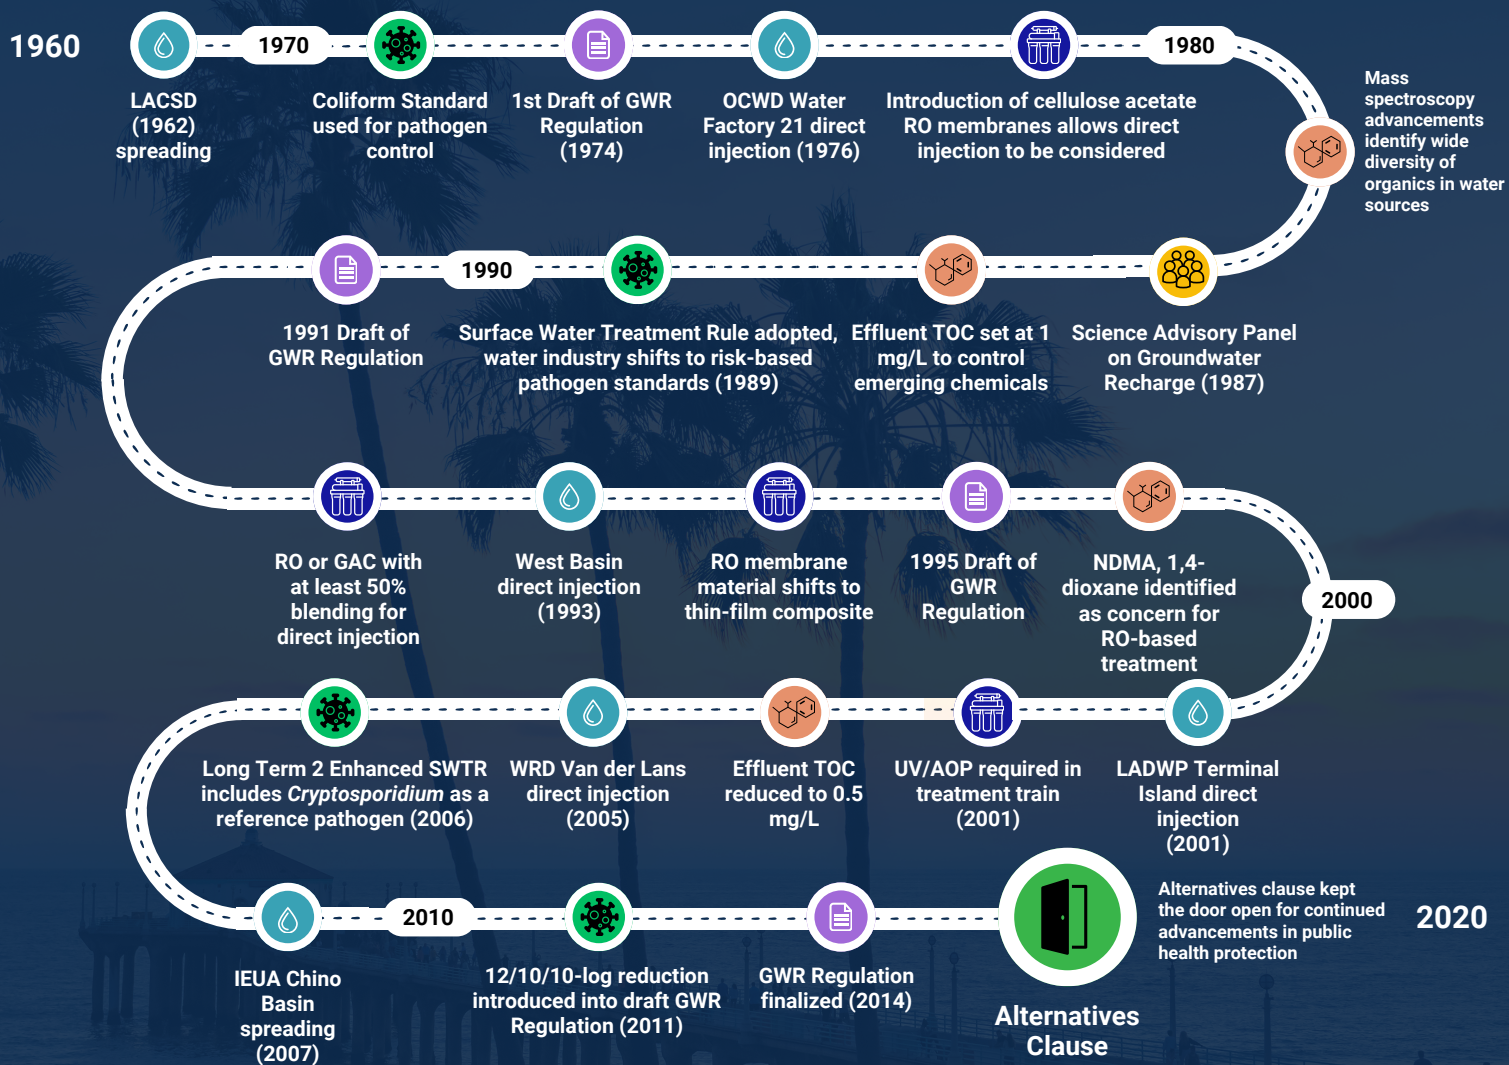 1960
1970
1980
LACSD
(1962)
spreading
Coliform Standard
used for pathogen
control
1st Draft of GWR
Regulation
(1974)
OCWD Water
Factory 21 direct
injection (1976)
Introduction of cellulose acetate
RO membranes allows direct
injection to be considered
Mass
spectroscopy
advancements
identify wide
diversity of
organics in water
sources
1990
1991 Draft of
GWR Regulation
Surface Water Treatment Rule adopted,
water industry shifts to risk-based
pathogen standards (1989)
Effluent TOC set at 1
mg/L to control
emerging chemicals
Science Advisory Panel
on Groundwater
Recharge (1987)
RO or GAC with
at least 50%
blending for
direct injection
West Basin
direct injection
(1993)
RO membrane
material shifts to
thin-film composite
1995 Draft of
GWR
Regulation
NDMA, 1,4-
dioxane identified
as concern for
RO-based
treatment
2000
Long Term 2 Enhanced SWTR
includes Cryptosporidium as a
reference pathogen (2006)
WRD Van der Lans
direct injection
(2005)
Effluent TOC
reduced to 0.5
mg/L
UV/AOP required in
treatment train
(2001)
LADWP Terminal
Island direct
injection
(2001)
2010
IEUA Chino
Basin
spreading
(2007)
12/10/10-log reduction
introduced into draft GWR
Regulation (2011)
GWR Regulation
finalized (2014)
Alternatives
Clause
Alternatives clause kept
the door open for continued
advancements in public
health protection
2020